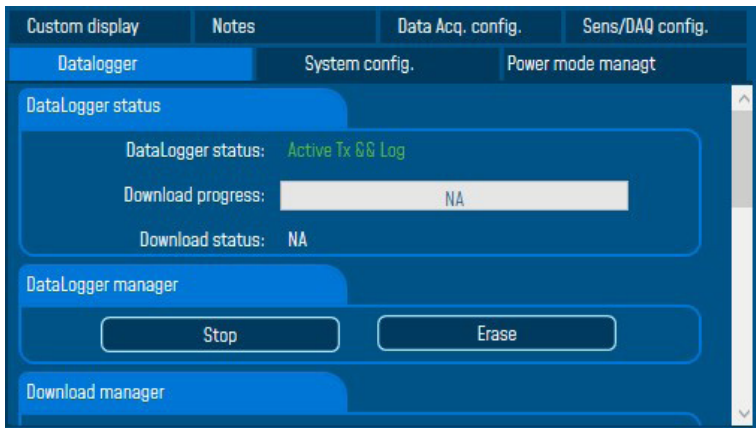 Custom display Notes Data Acq. config. Sens/DAQ config.
Datalogger System config. Power mode managt
DataLogger status
DataLogger status: Active Tx && Log
Download progress: NA
Download status: NA
DataLogger manager
Stop Erase
Download manager